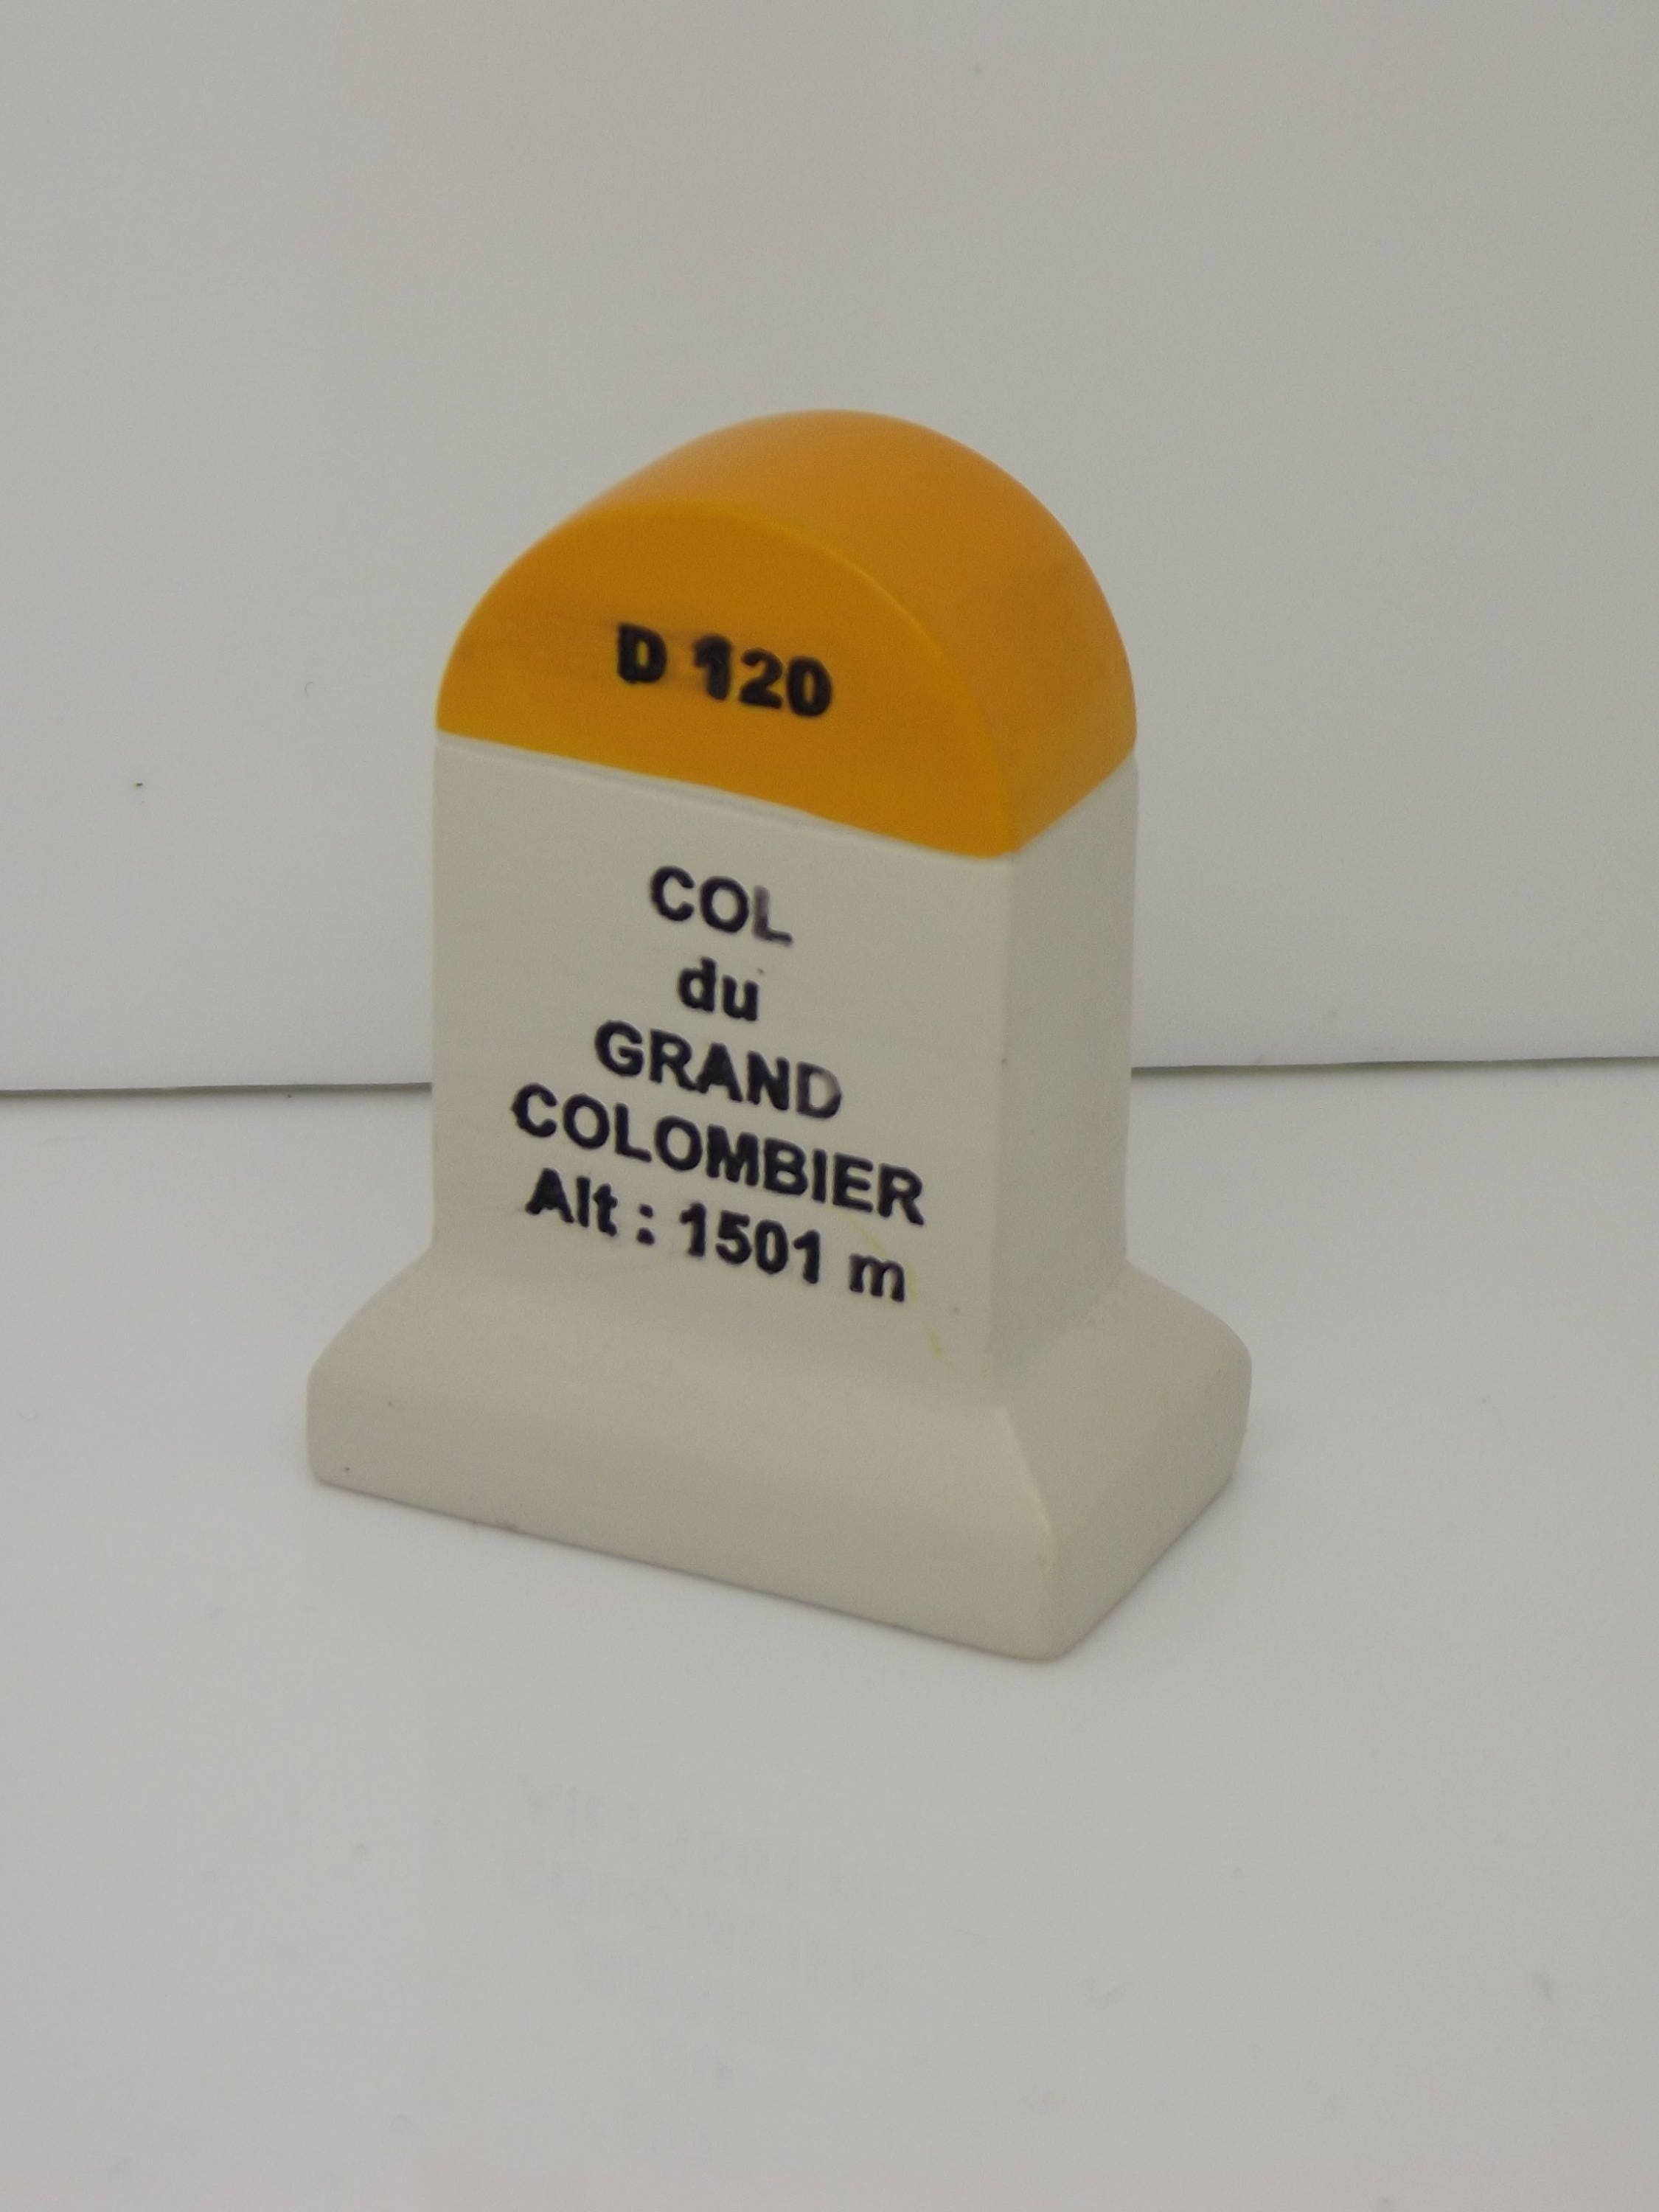 D 120
COL
du
GRAND
COLOMBIER
Alt : 1501 m